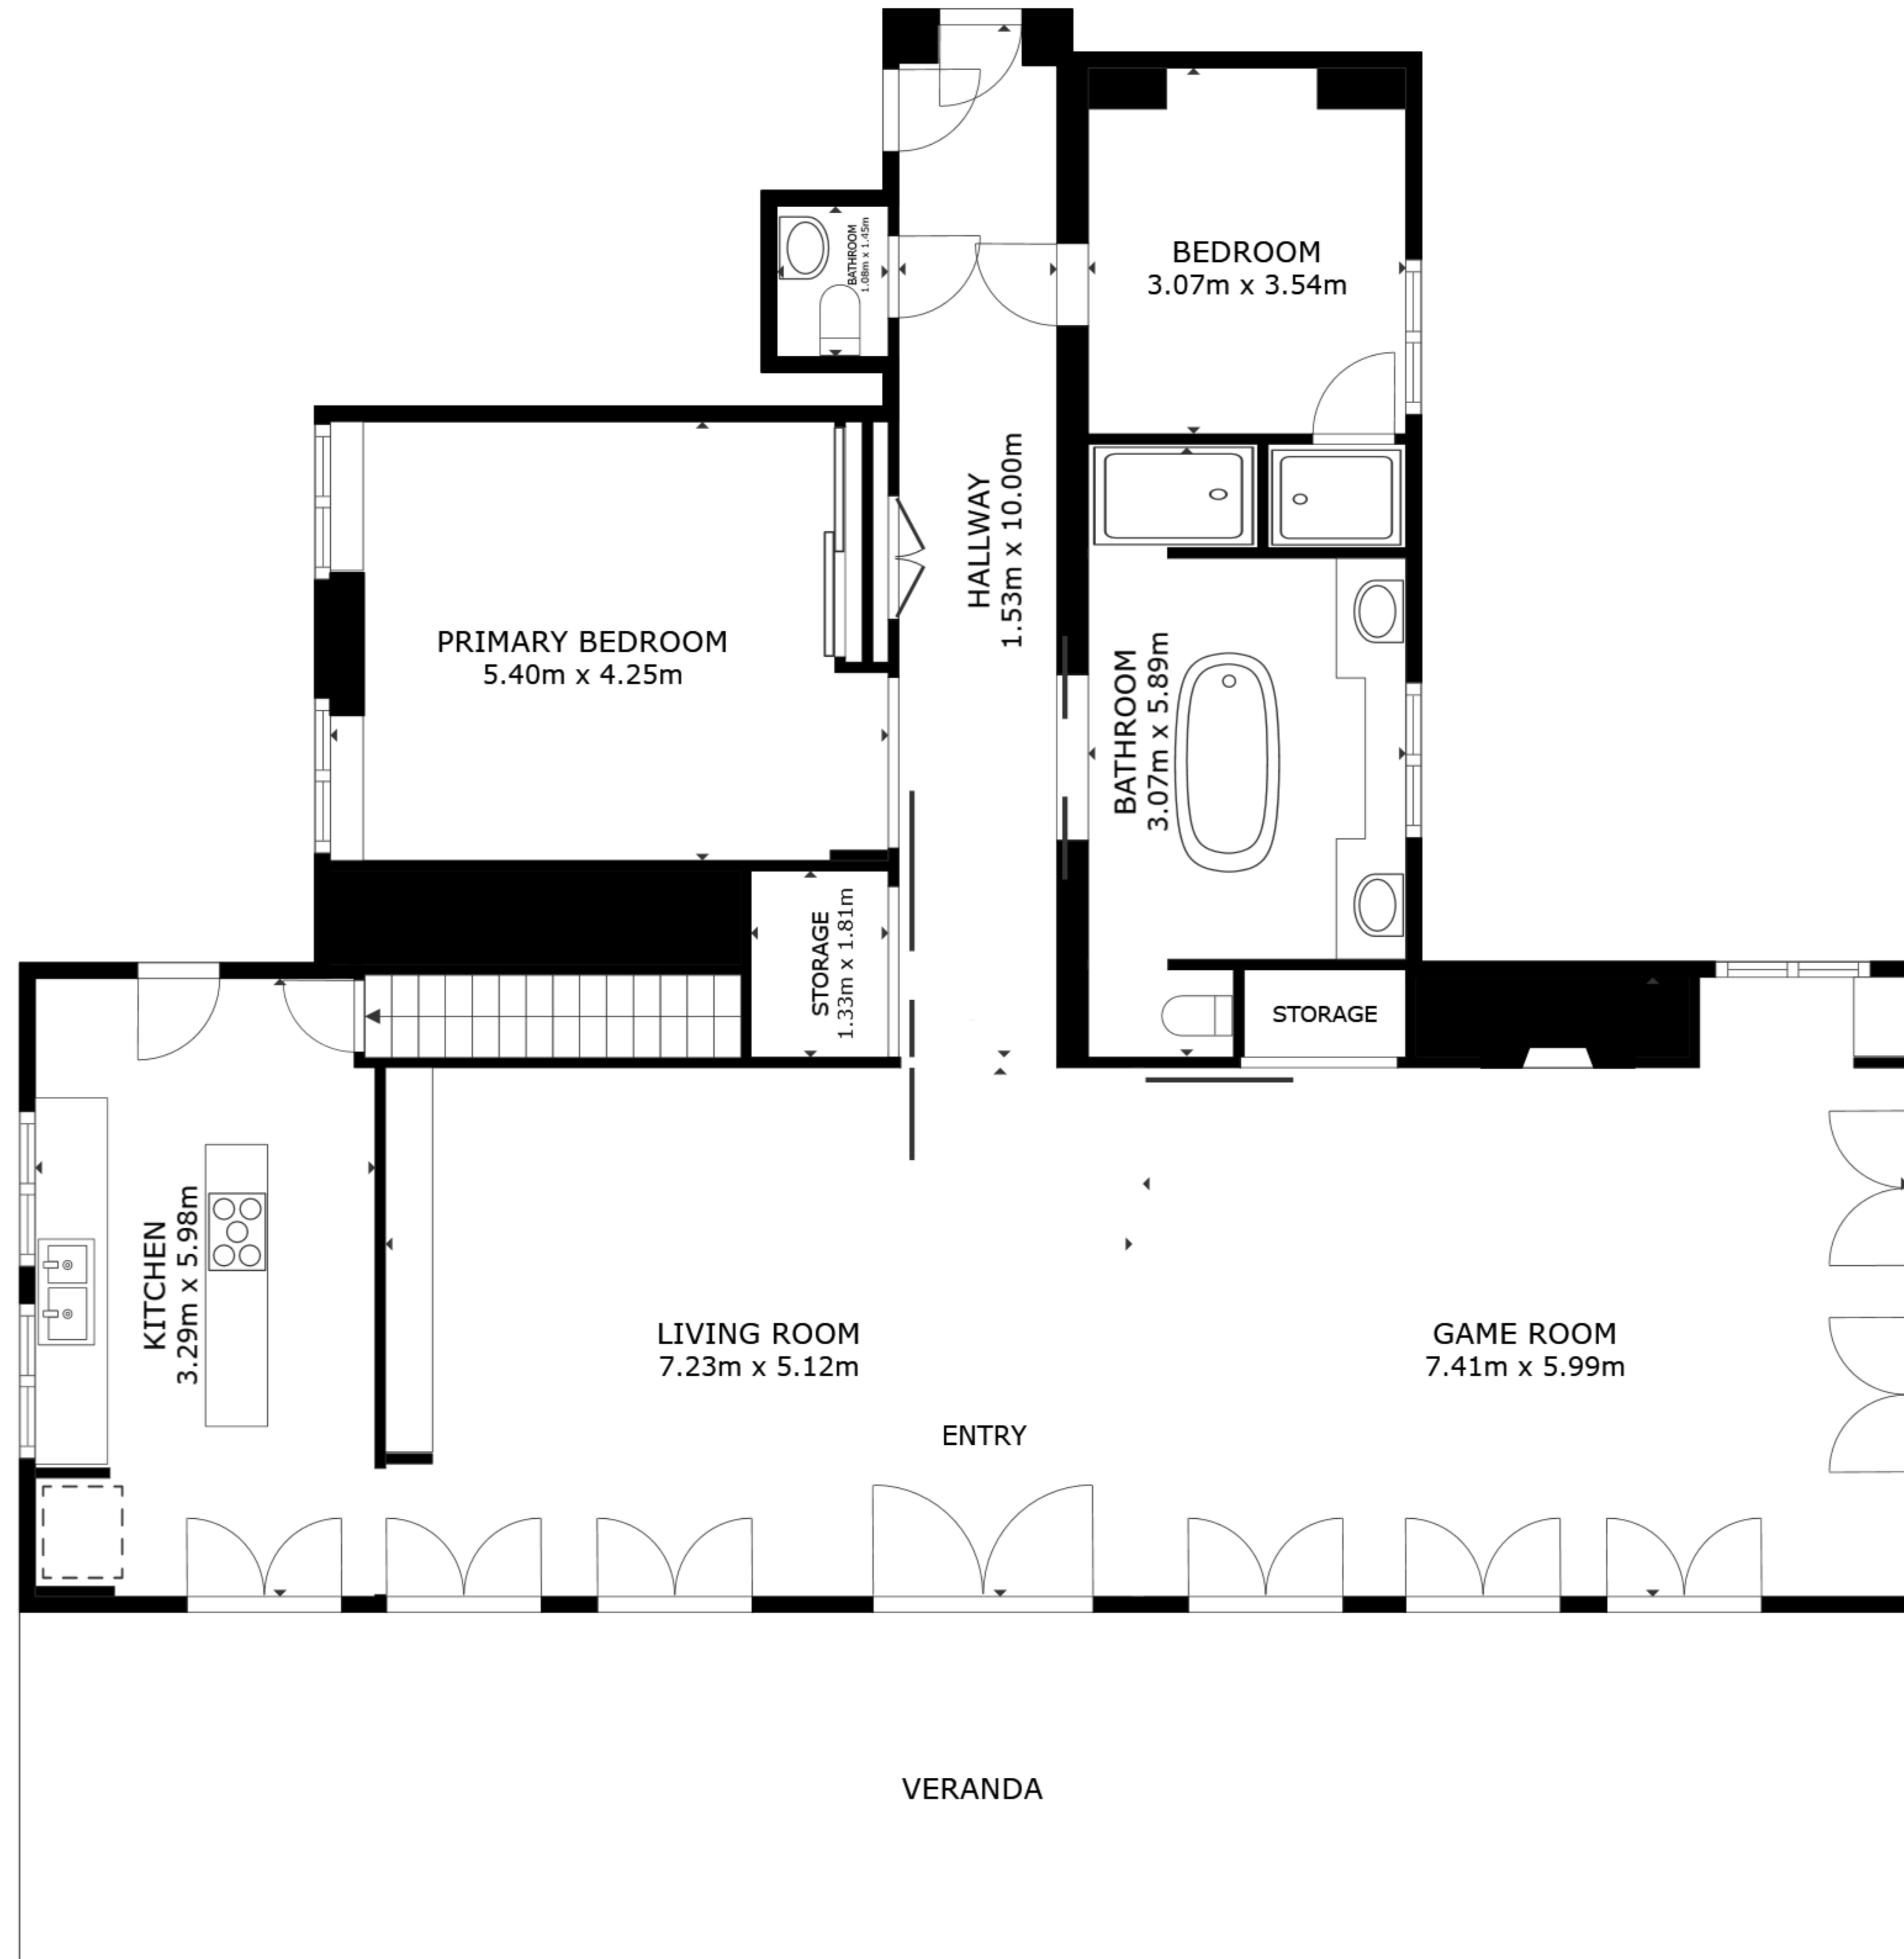 BATHROOM
1.08m x 1.45m
BEDROOM
3.07m x 3.54m
HALLWAY
1.53m x 10.00m
PRIMARY BEDROOM
5.40m x 4.25m
BATHROOM
3.07m x 5.89m
STORAGE
1.33m x 1.81m
STORAGE
KITCHEN
3.29m x 5.98m
LIVING ROOM
7.23m x 5.12m
GAME ROOM
7.41m x 5.99m
ENTRY
VERANDA